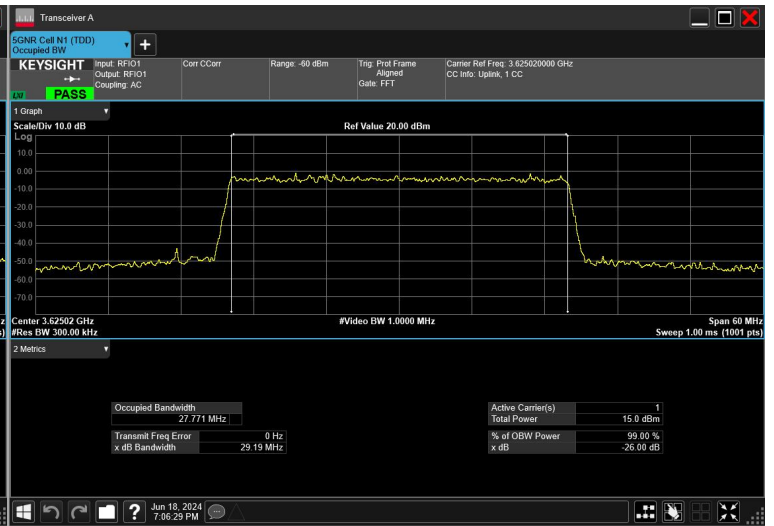 Transceiver A
5GNR Cell N1 (TDD)
Occupied BW
KEYSIGHT
LXI
PASS
Input: RFIO1
Output: RFIO1
Coupling: AC
Corr CCorr
Range: -60 dBm
Trig: Prot Frame
Aligned
Gate: FFT
Carrier Ref Freq: 3.625020000 GHz
CC Info: Uplink, 1 CC
1 Graph
Scale/Div 10.0 dB
Ref Value 20.00 dBm
Log
10.0
0.00
-10.0
-20.0
-30.0
-40.0
-50.0
-60.0
-70.0
Center 3.62502 GHz
#Video BW 1.0000 MHz
Span 60 MHz
#Res BW 300.00 kHz
Sweep 1.00 ms (1001 pts)
2 Metrics
Occupied Bandwidth
27.771 MHz
Transmit Freq Error 0 Hz
x dB Bandwidth 29.19 MHz
Active Carrier(s) 1
Total Power 15.0 dBm
% of OBW Power 99.00 %
x dB -26.00 dB
Jun 18, 2024
7:06:29 PM